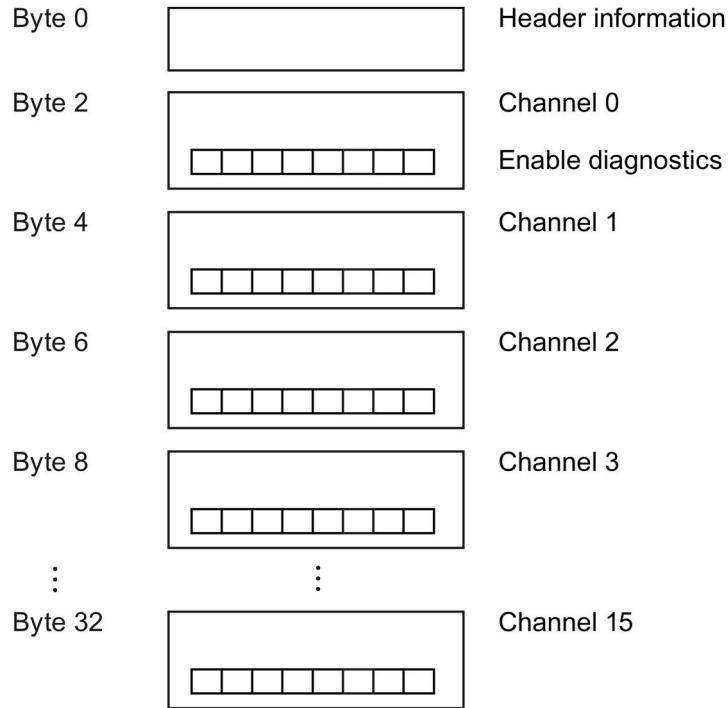 Byte 0 Header information
Byte 2 Channel 0
Enable diagnostics
Byte 4 Channel 1
Byte 6 Channel 2
Byte 8 Channel 3
⋮ ⋮
Byte 32 Channel 15